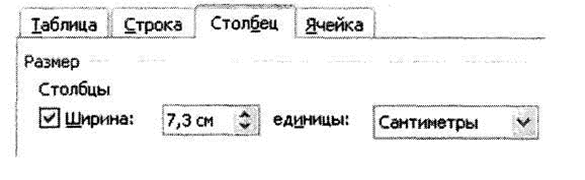 Таблица Строка Столбец Ячейка
Размер
Столбцы
Ширина: 7,3 см единицы: Сантиметры